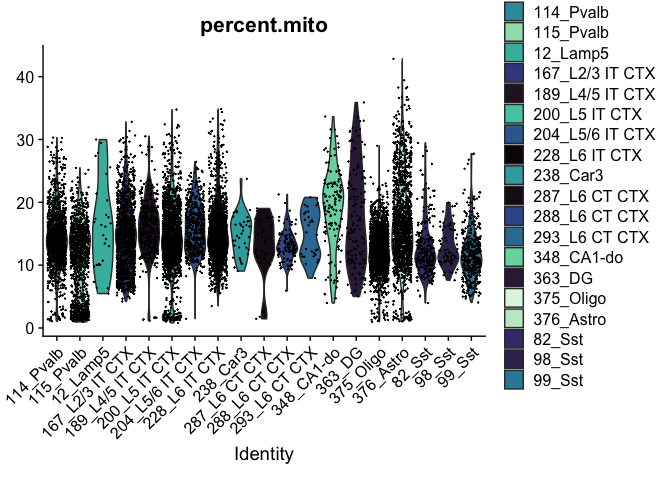 percent.mito
40
30
20
10
0
114_Pvalb
115_Pvalb
12_Lamp5
167_L2/3 IT CTX
189_L4/5 IT CTX
200_L5 IT CTX
204_L5/6 IT CTX
228_L6 IT CTX
238_Car3
287_L6 CT CTX
288_L6 CT CTX
293_L6 CT CTX
348_CA1-do
363_DG
375_Oligo
376_Astro
82_Sst
98_Sst
99_Sst
Identity
114_Pvalb
115_Pvalb
12_Lamp5
167_L2/3 IT CTX
189_L4/5 IT CTX
200_L5 IT CTX
204_L5/6 IT CTX
228_L6 IT CTX
238_Car3
287_L6 CT CTX
288_L6 CT CTX
293_L6 CT CTX
348_CA1-do
363_DG
375_Oligo
376_Astro
82_Sst
98_Sst
99_Sst